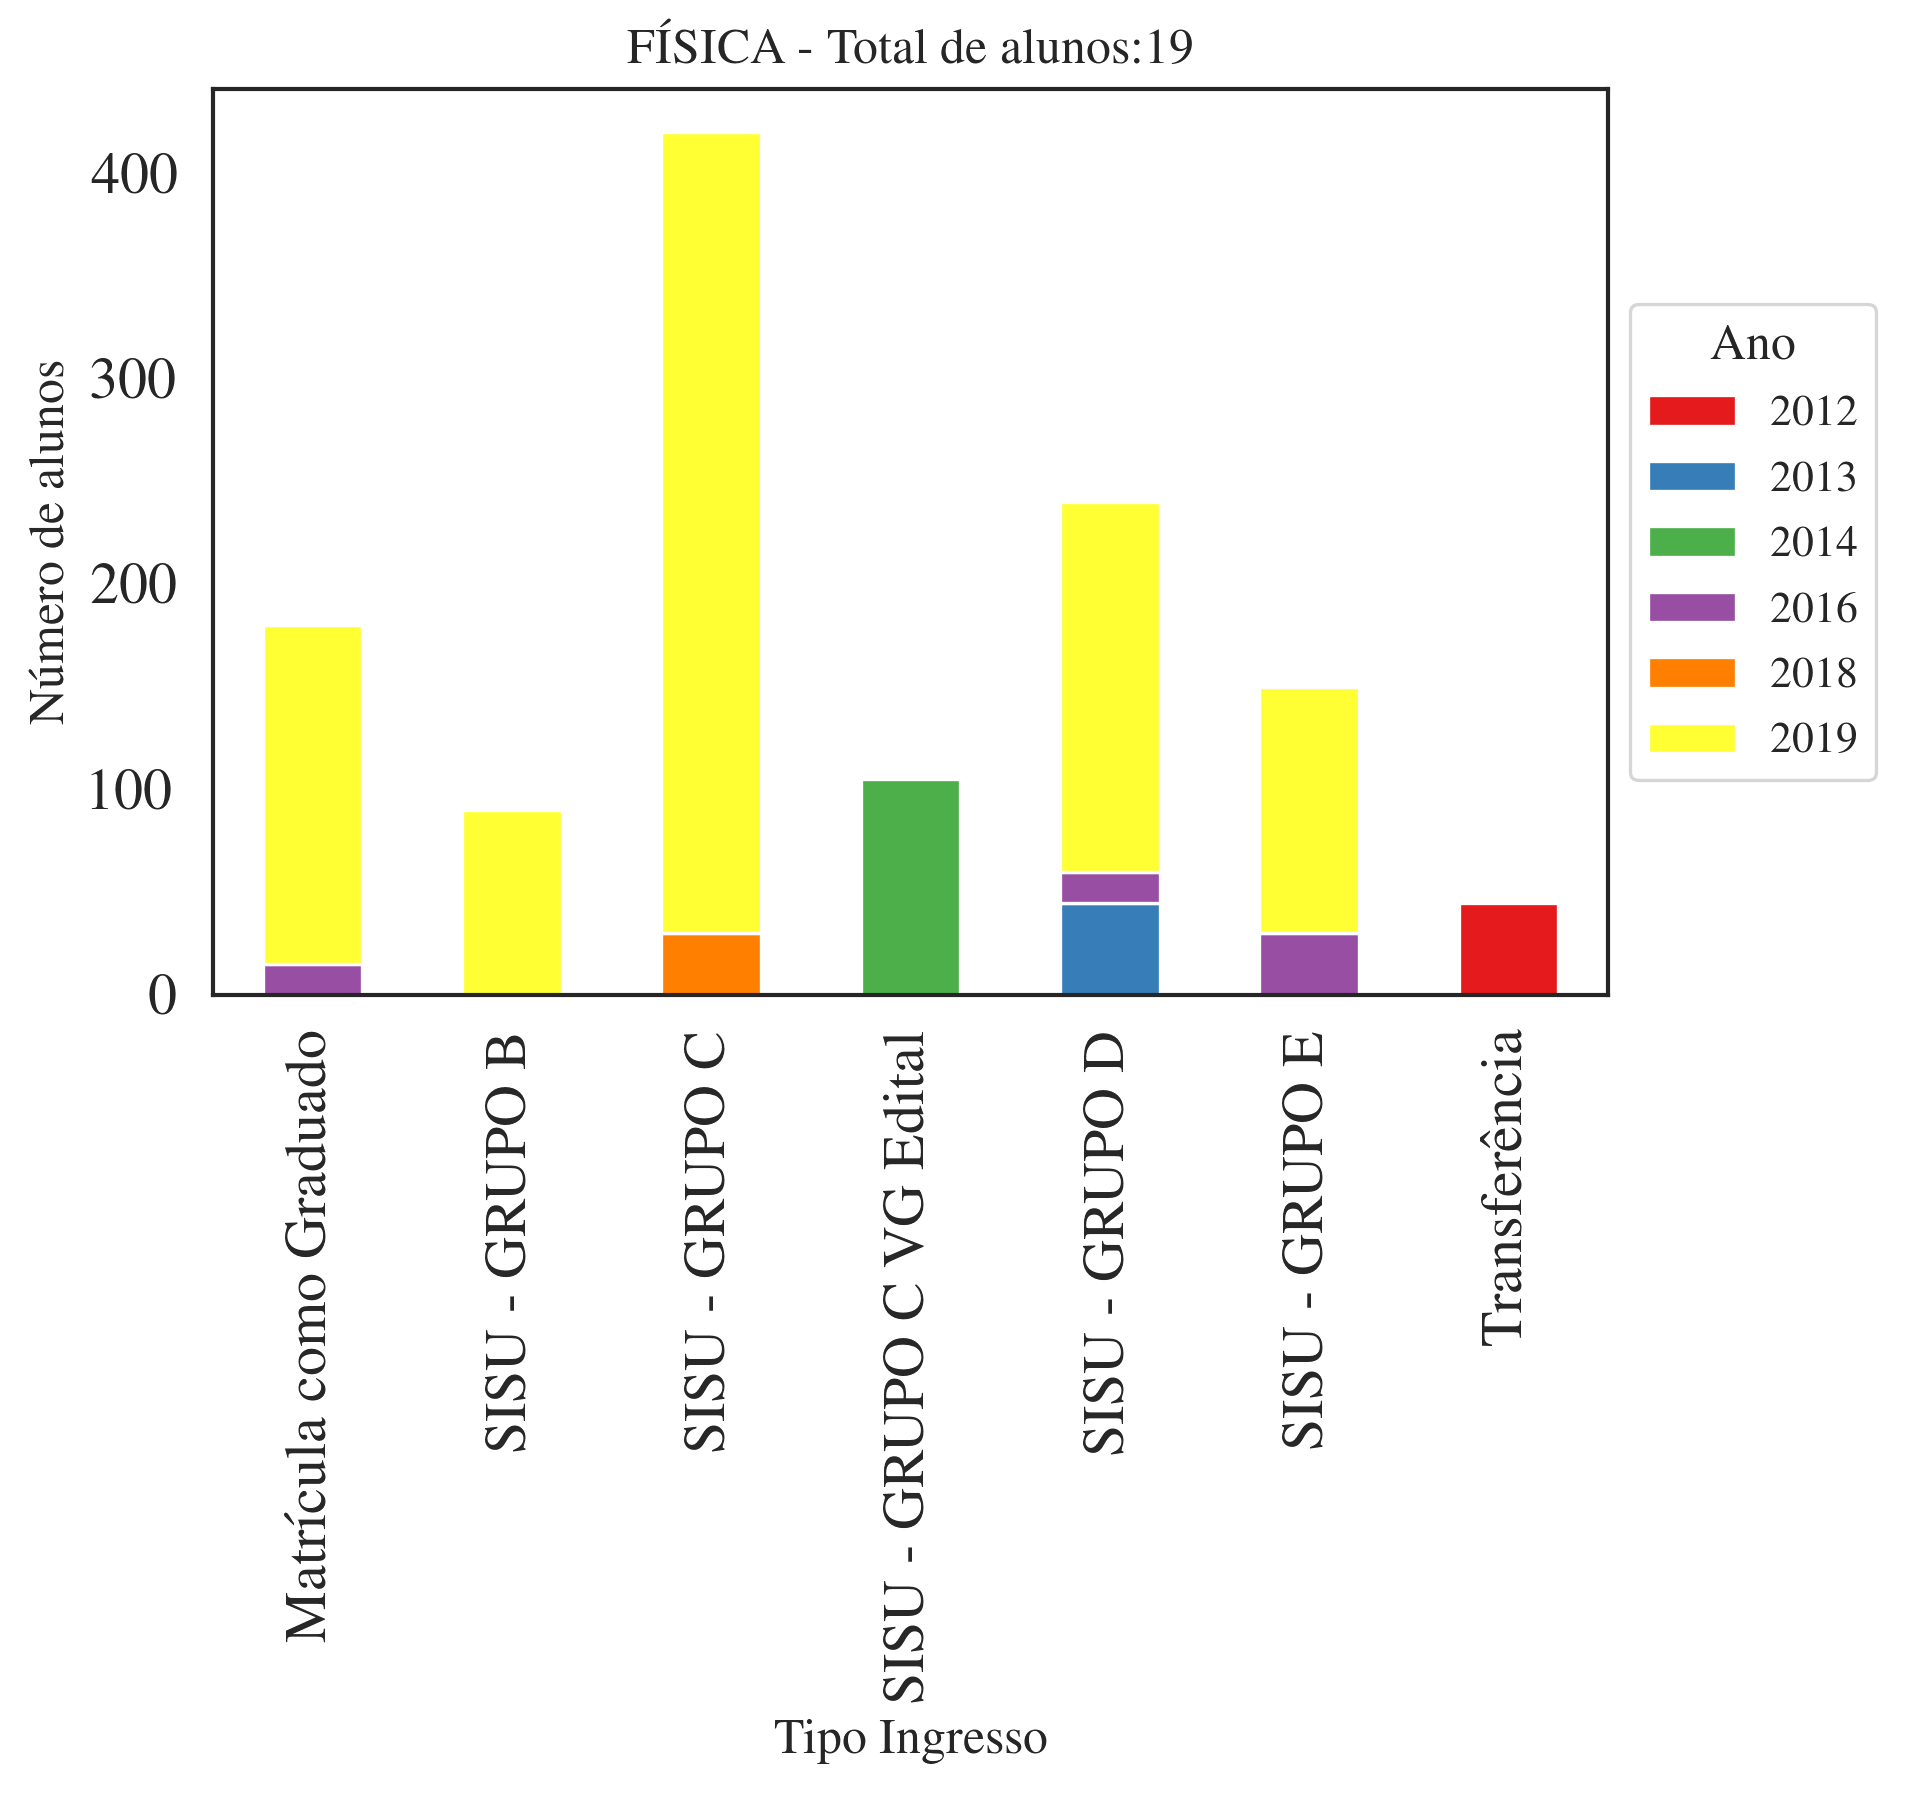 FÍSICA - Total de alunos:19
Número de alunos
400
300
200
100
0
Ano
2012
2013
2014
2016
2018
2019
Matrícula como Graduado
SISU - GRUPO B
SISU - GRUPO C
SISU - GRUPO C VG Edital
SISU - GRUPO D
SISU - GRUPO E
Transferência
Tipo Ingresso